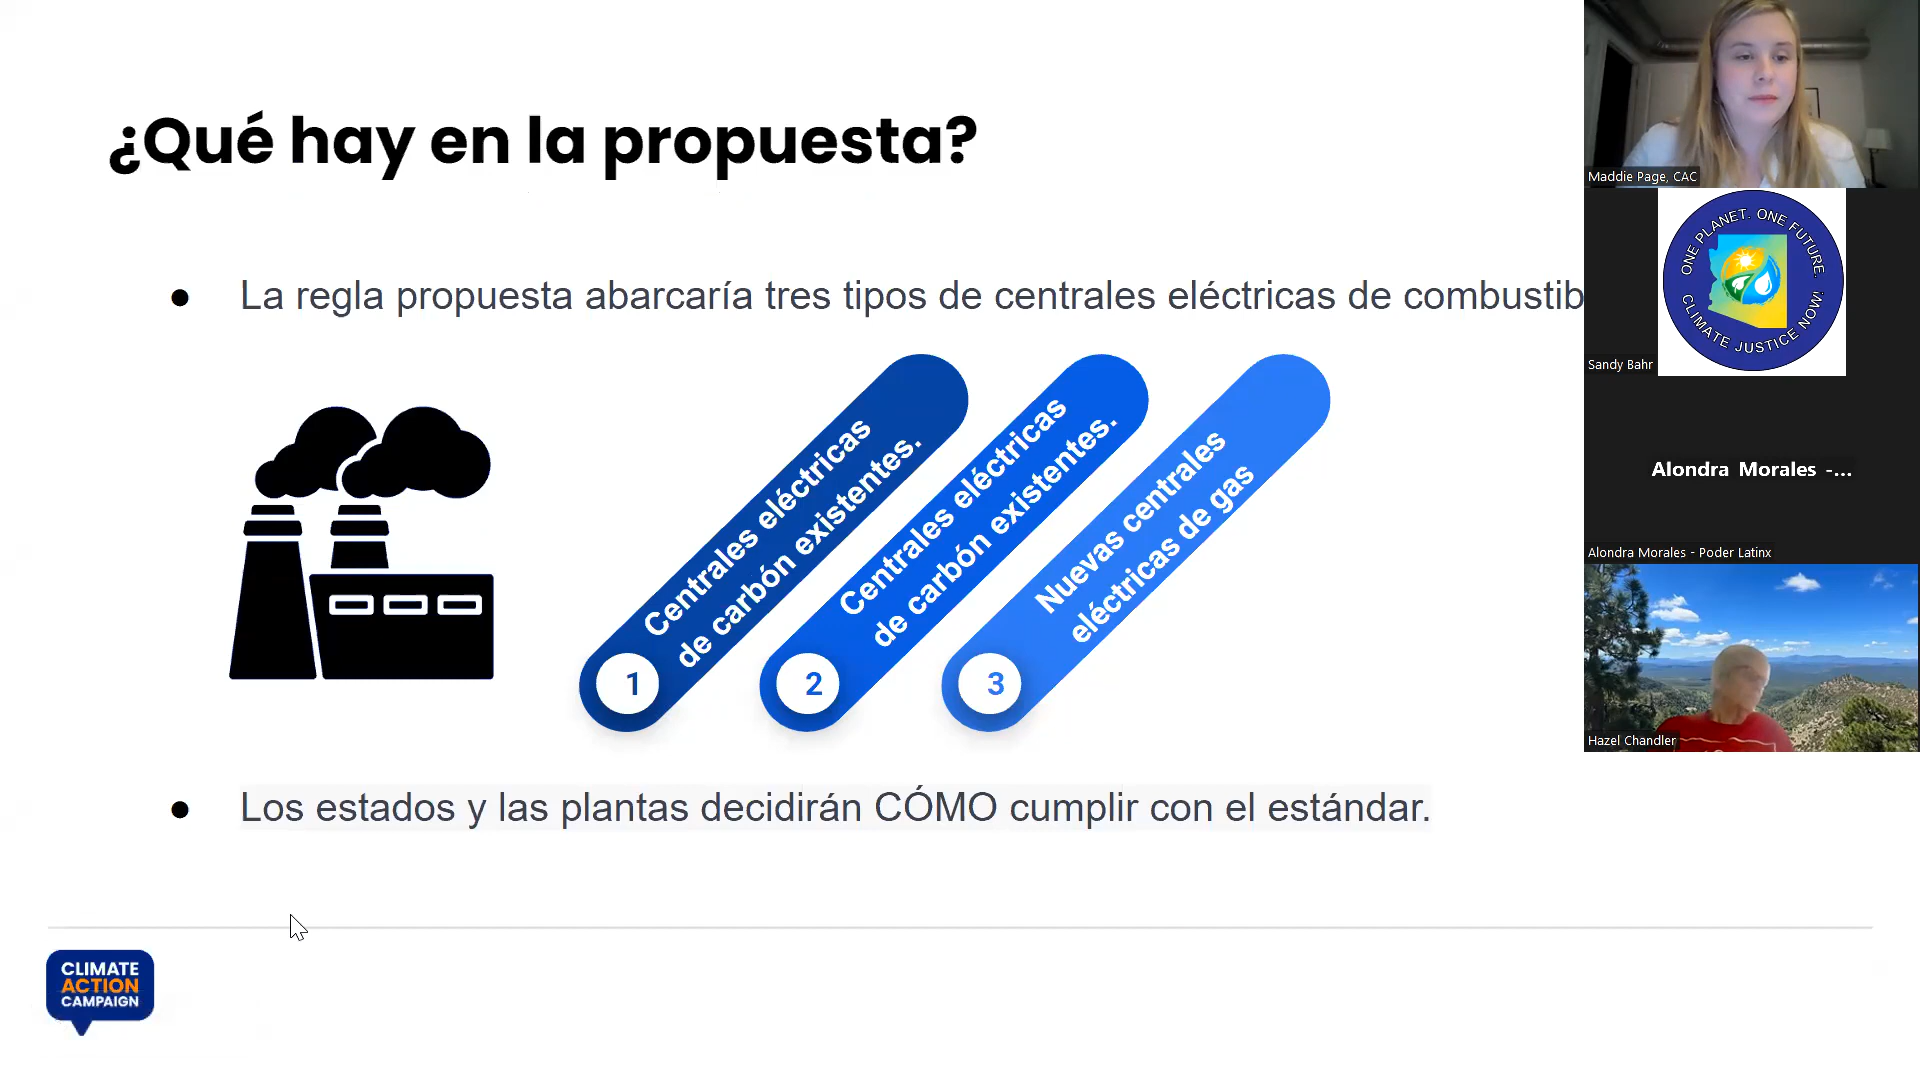 ¿Qué hay en la propuesta?
● La regla propuesta abarcaría tres tipos de centrales eléctricas de combustib
Centrales eléctricas
de carbón existentes.
1
Centrales eléctricas
de carbón existentes.
2
Nuevas centrales
eléctricas de gas
3
● Los estados y las plantas decidirán CÓMO cumplir con el estándar.
CLIMATE
ACTION
CAMPAIGN
Maddie Page, CAC
ONE PLANET. ONE FUTURE.
CLIMATE JUSTICE NOW!
Sandy Bahr
Alondra Morales -...
Alondra Morales - Poder Latinx
Hazel Chandler